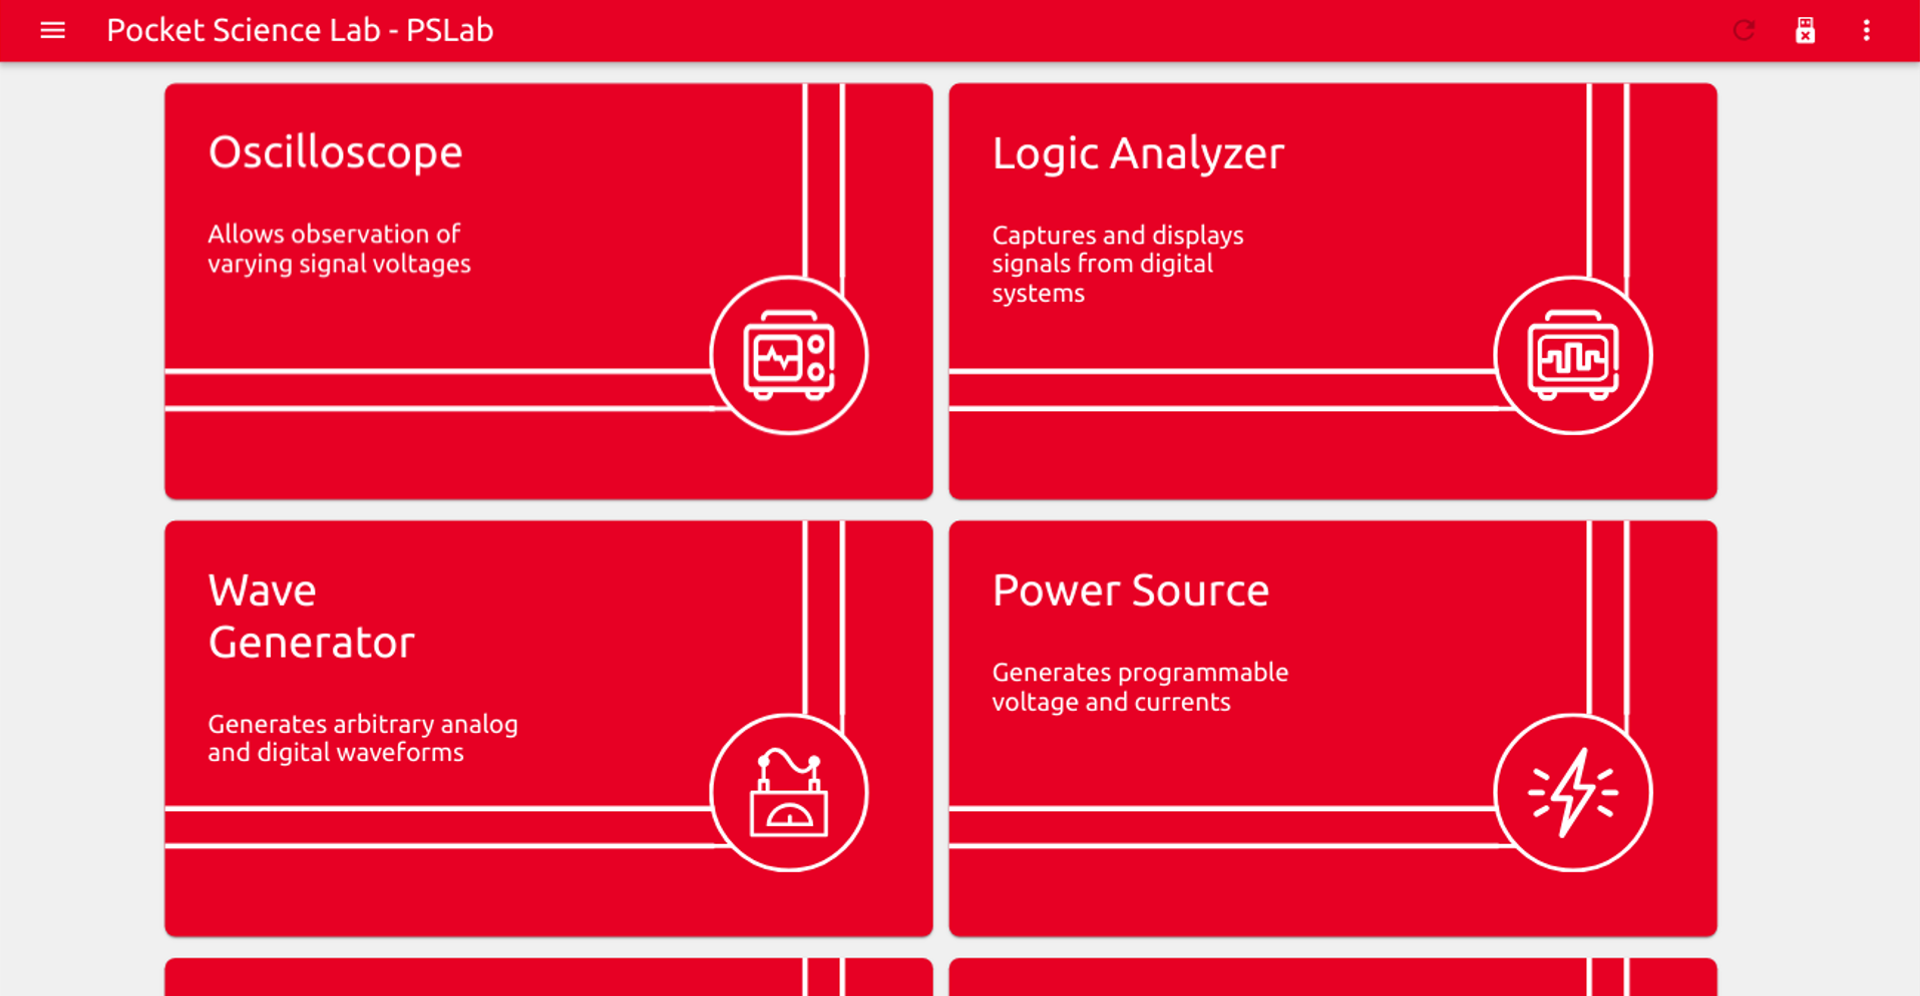 Pocket Science Lab - PSLab
Oscilloscope
Allows observation of
varying signal voltages
Logic Analyzer
Captures and displays
signals from digital
systems
Wave
Generator
Generates arbitrary analog
and digital waveforms
Power Source
Generates programmable
voltage and currents